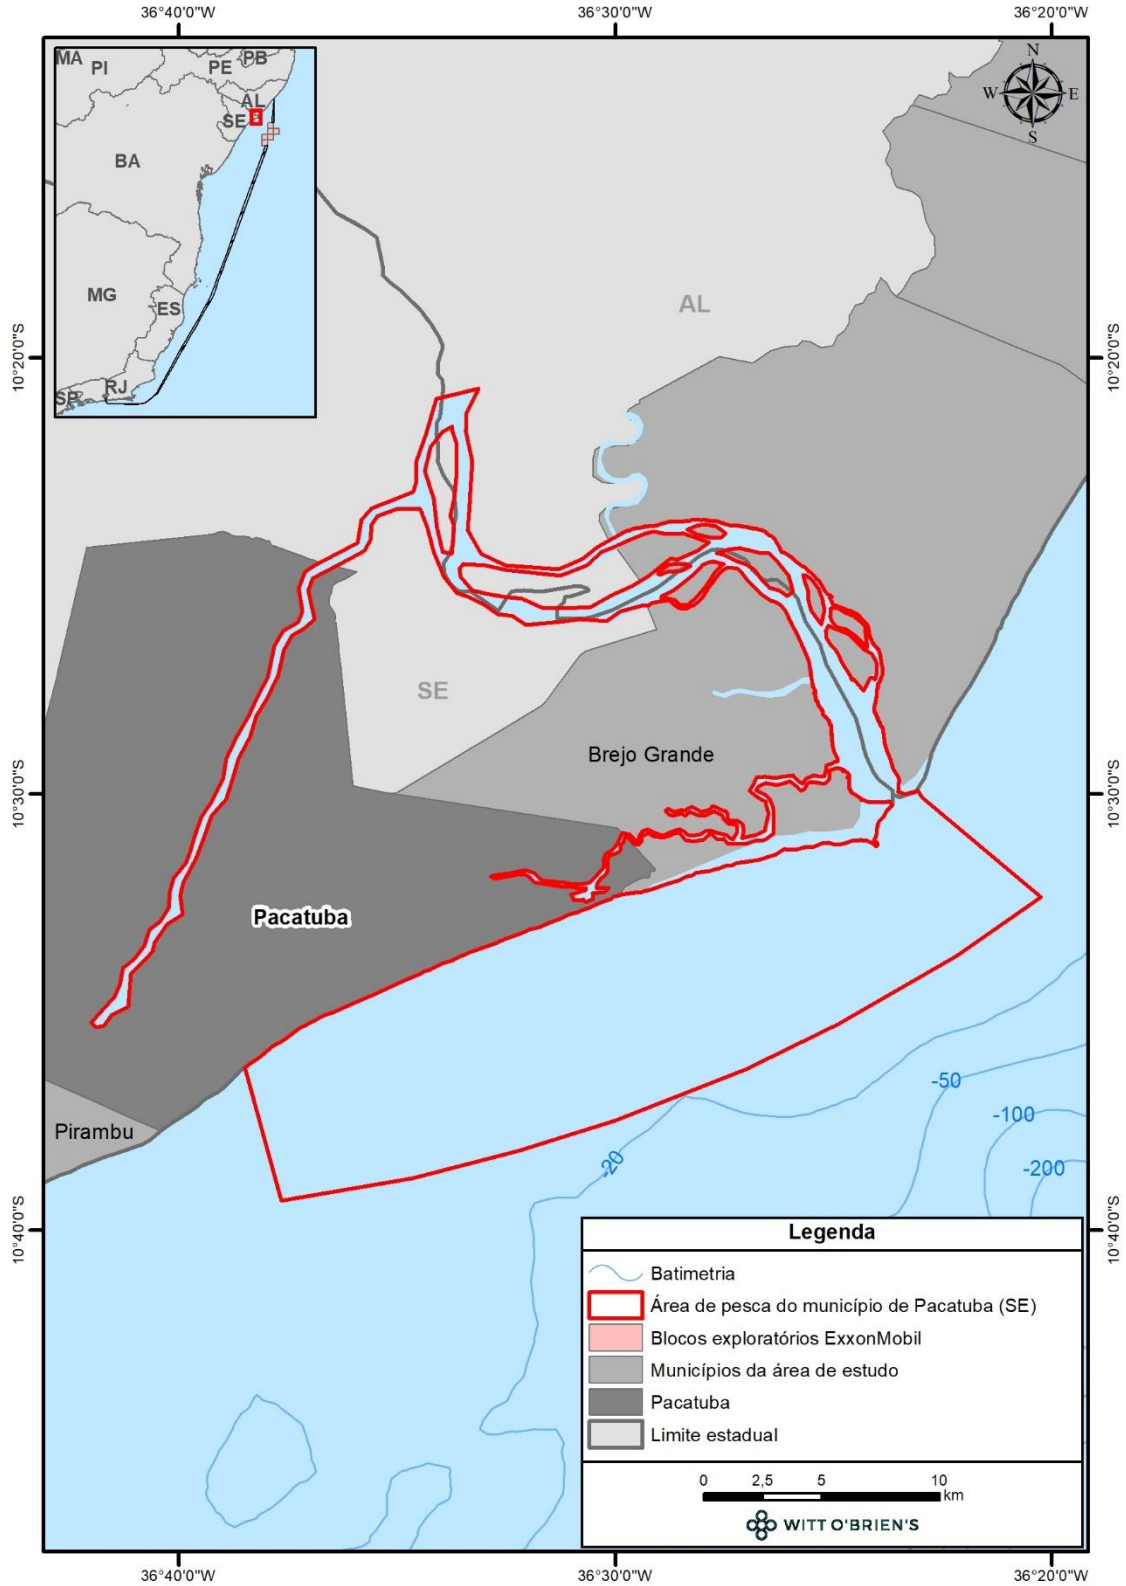 36°40'0"W
36°30'0"W
36°20'0"W
MA
PI
PE
PB
AL
SE
BA
MG
ES
RJ
SP
N
W
E
S
10°20'0"S
10°20'0"S
AL
SE
Brejo Grande
10°30'0"S
10°30'0"S
Pacatuba
Pirambu
-50
-100
-20
-200
10°40'0"S
10°40'0"S
Legenda
Batimetria
Área de pesca do município de Pacatuba (SE)
Blocos exploratórios ExxonMobil
Municípios da área de estudo
Pacatuba
Limite estadual
0 2,5 5 10
km
WITT O'BRIEN'S
36°40'0"W
36°30'0"W
36°20'0"W